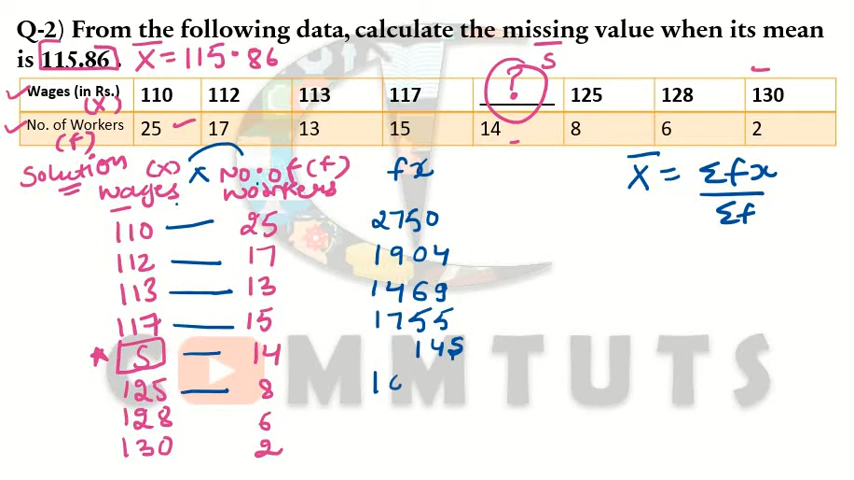 Q-2) From the following data, calculate the missing value when its mean
is 115.86. X̅ = 115.86 S
Wages (in Rs.) (X) 110 112 113 117 ? 125 128 130
No. of Workers (f) 25 17 13 15 14 8 6 2
Solution (x) No. of (f) fx X̅ = Σfx
Wages x Workers Σf
110 — 25 2750
112 — 17 1904
113 — 13 1469
117 — 15 1755
S — 14 14S
125 — 8 10
128 6
130 2
MMTUTS